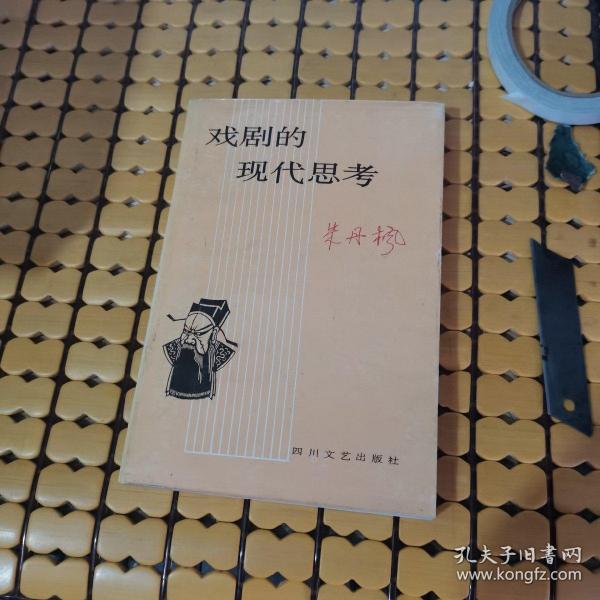 戏剧的
现代思考
朱丹枫
四川文艺出版社
孔夫子旧书网
www.kongfz.com